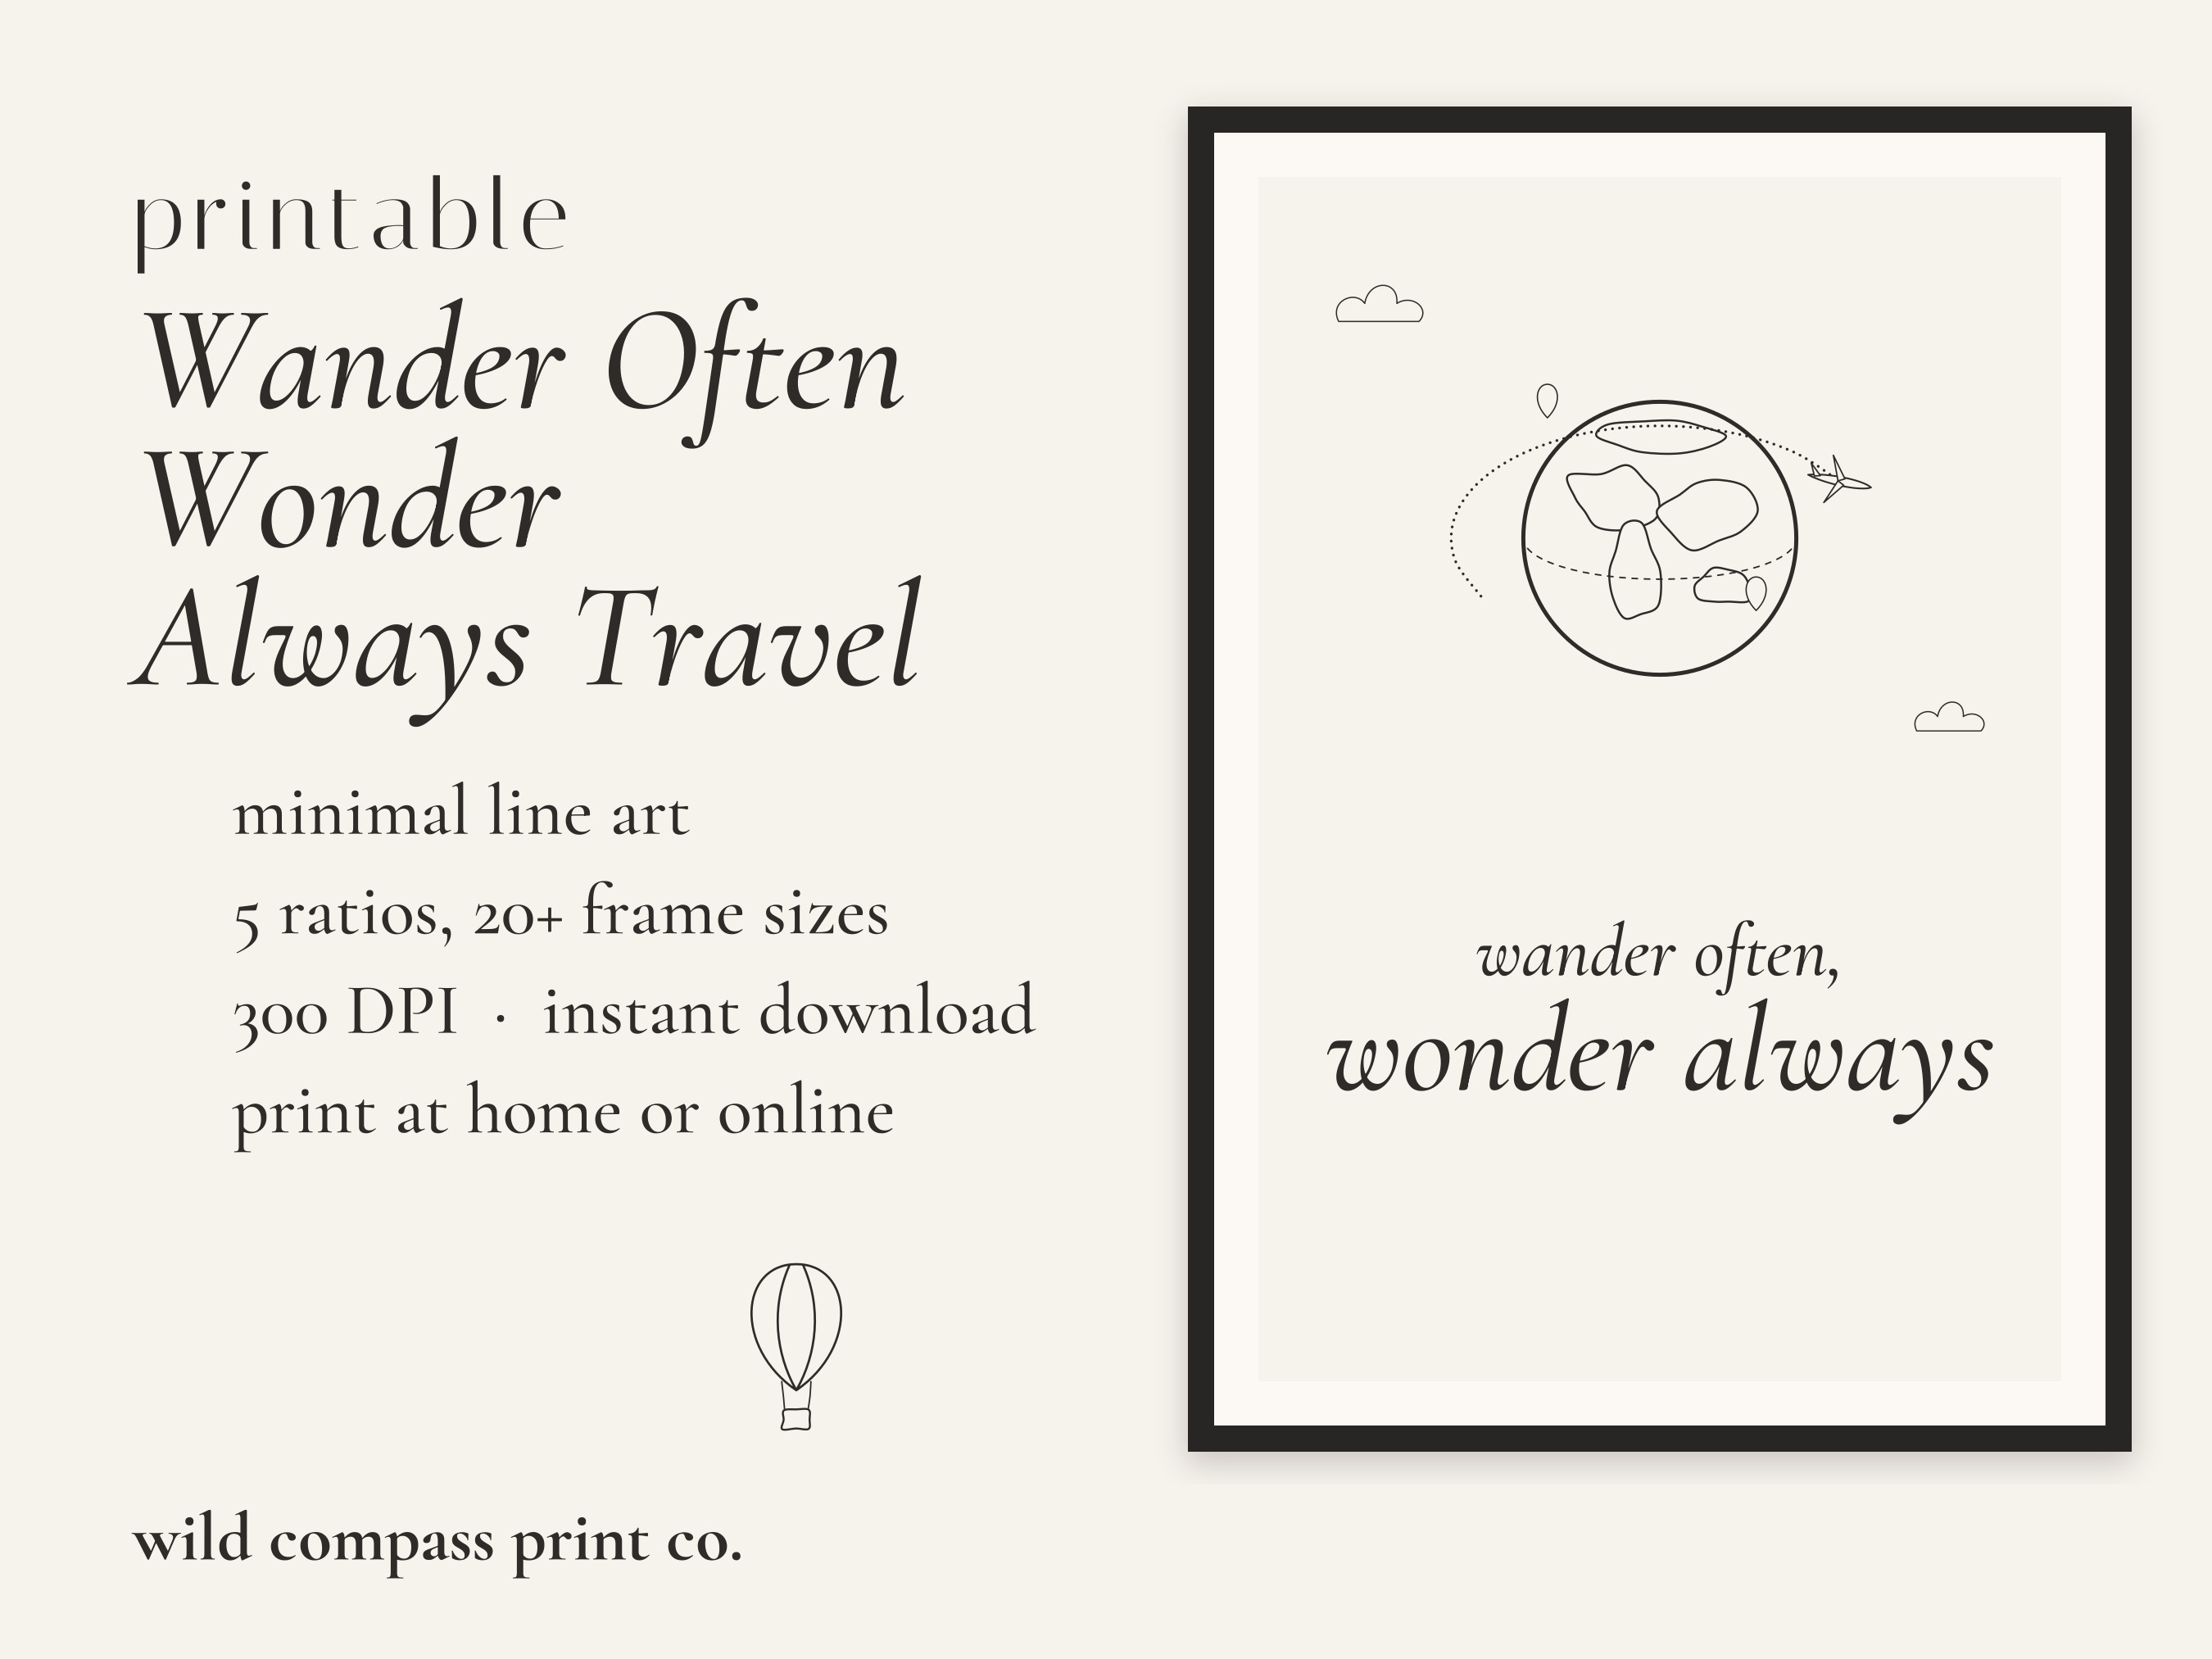 printable
Wander Often
Wonder
Always Travel
minimal line art
5 ratios, 20+ frame sizes
300 DPI · instant download
print at home or online
wild compass print co.
wander often,
wonder always